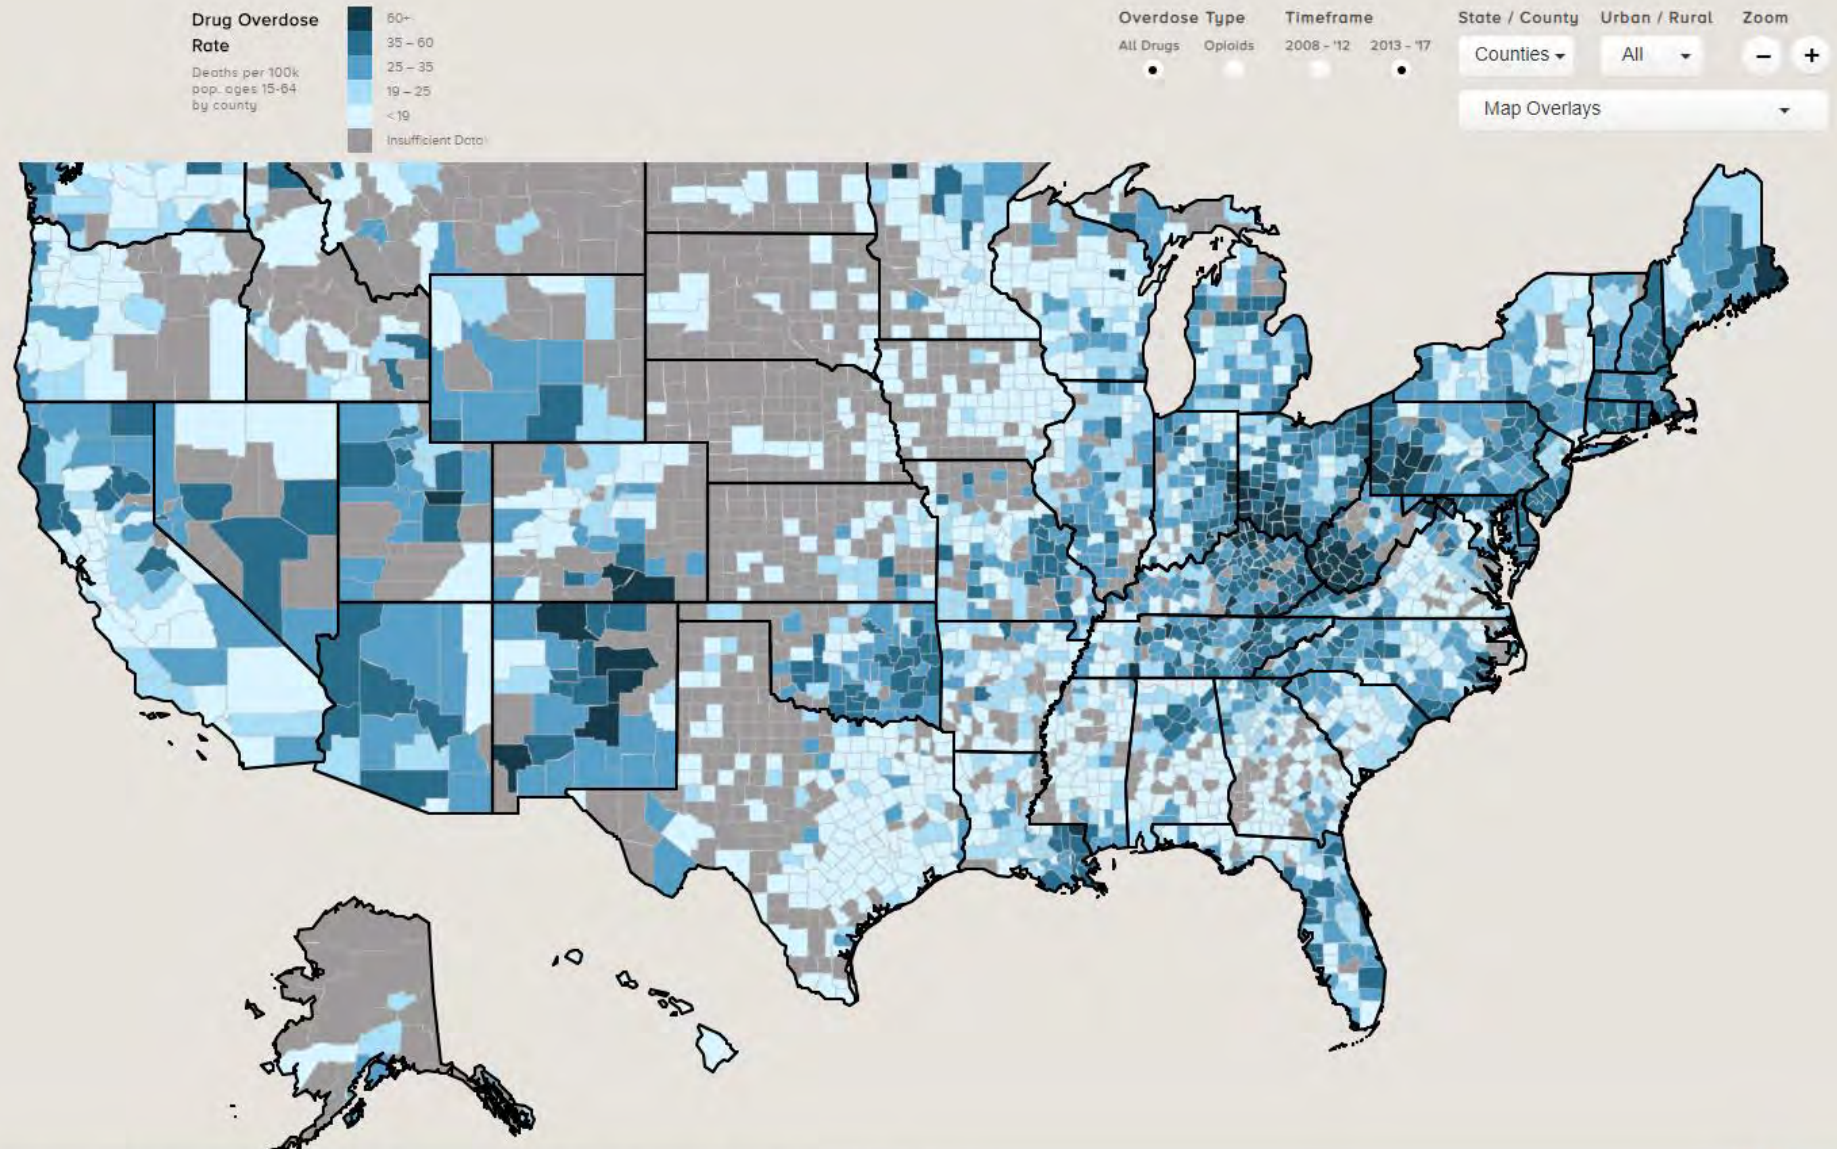 Drug Overdose
Rate
Deaths per 100k
pop. ages 15-64
by county
60+
35 – 60
25 – 35
19 – 25
<19
Insufficient Data
Overdose Type
All Drugs Opioids
Timeframe
2008 – '12 2013 – '17
State / County
Counties
Urban / Rural
All
Zoom
− +
Map Overlays